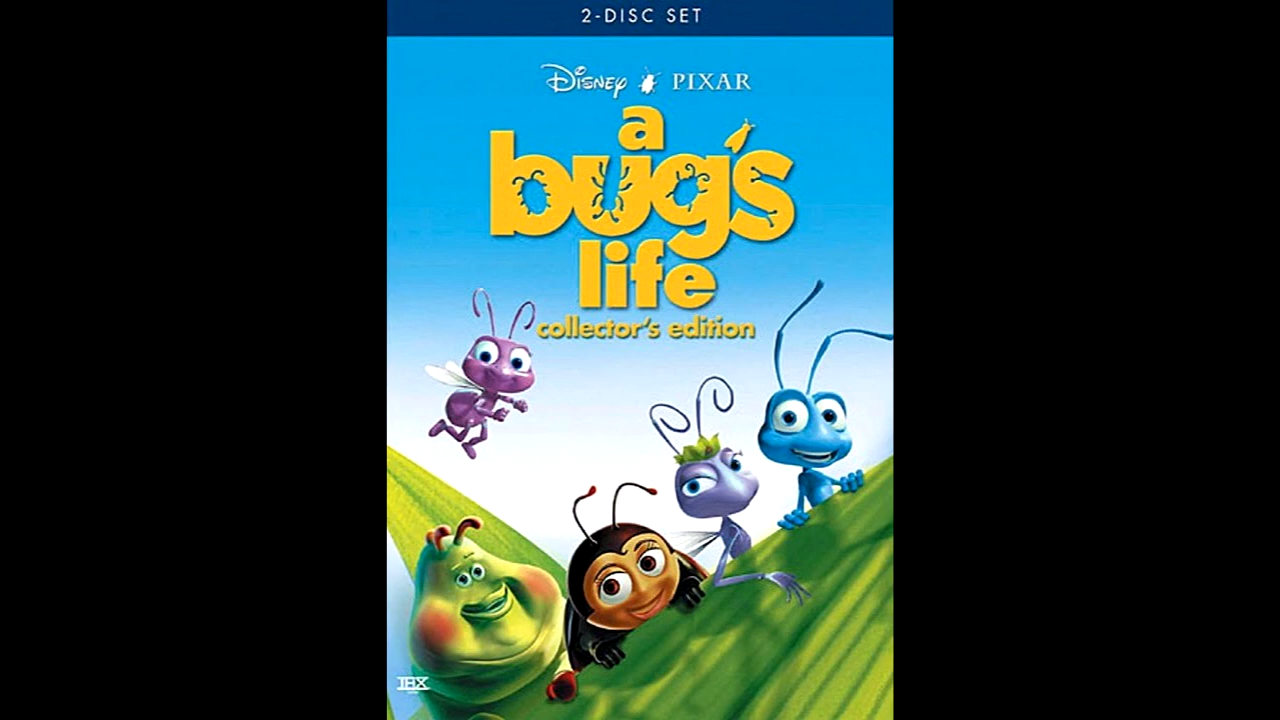 2-DISC SET
Disney PIXAR
a
bug's
life
collector's edition
THX